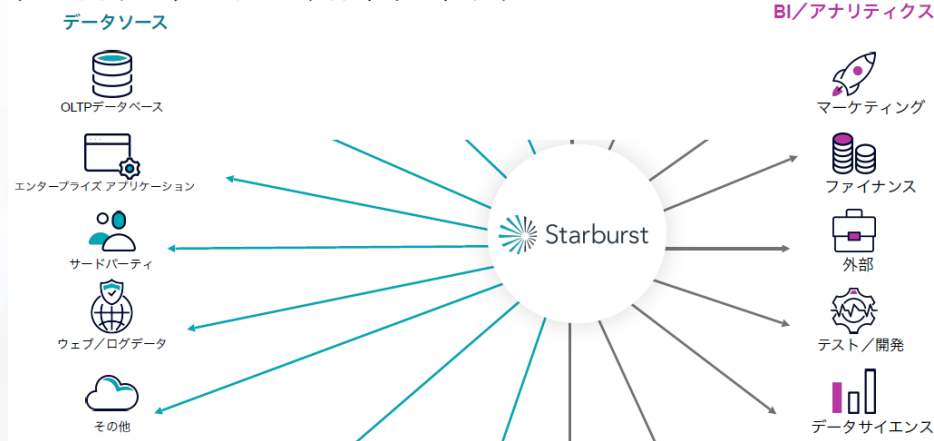 データソース
BI／アナリティクス
OLTPデータベース
マーケティング
エンタープライズ アプリケーション
ファイナンス
Starburst
サードパーティ
外部
ウェブ／ログデータ
テスト／開発
その他
データサイエンス